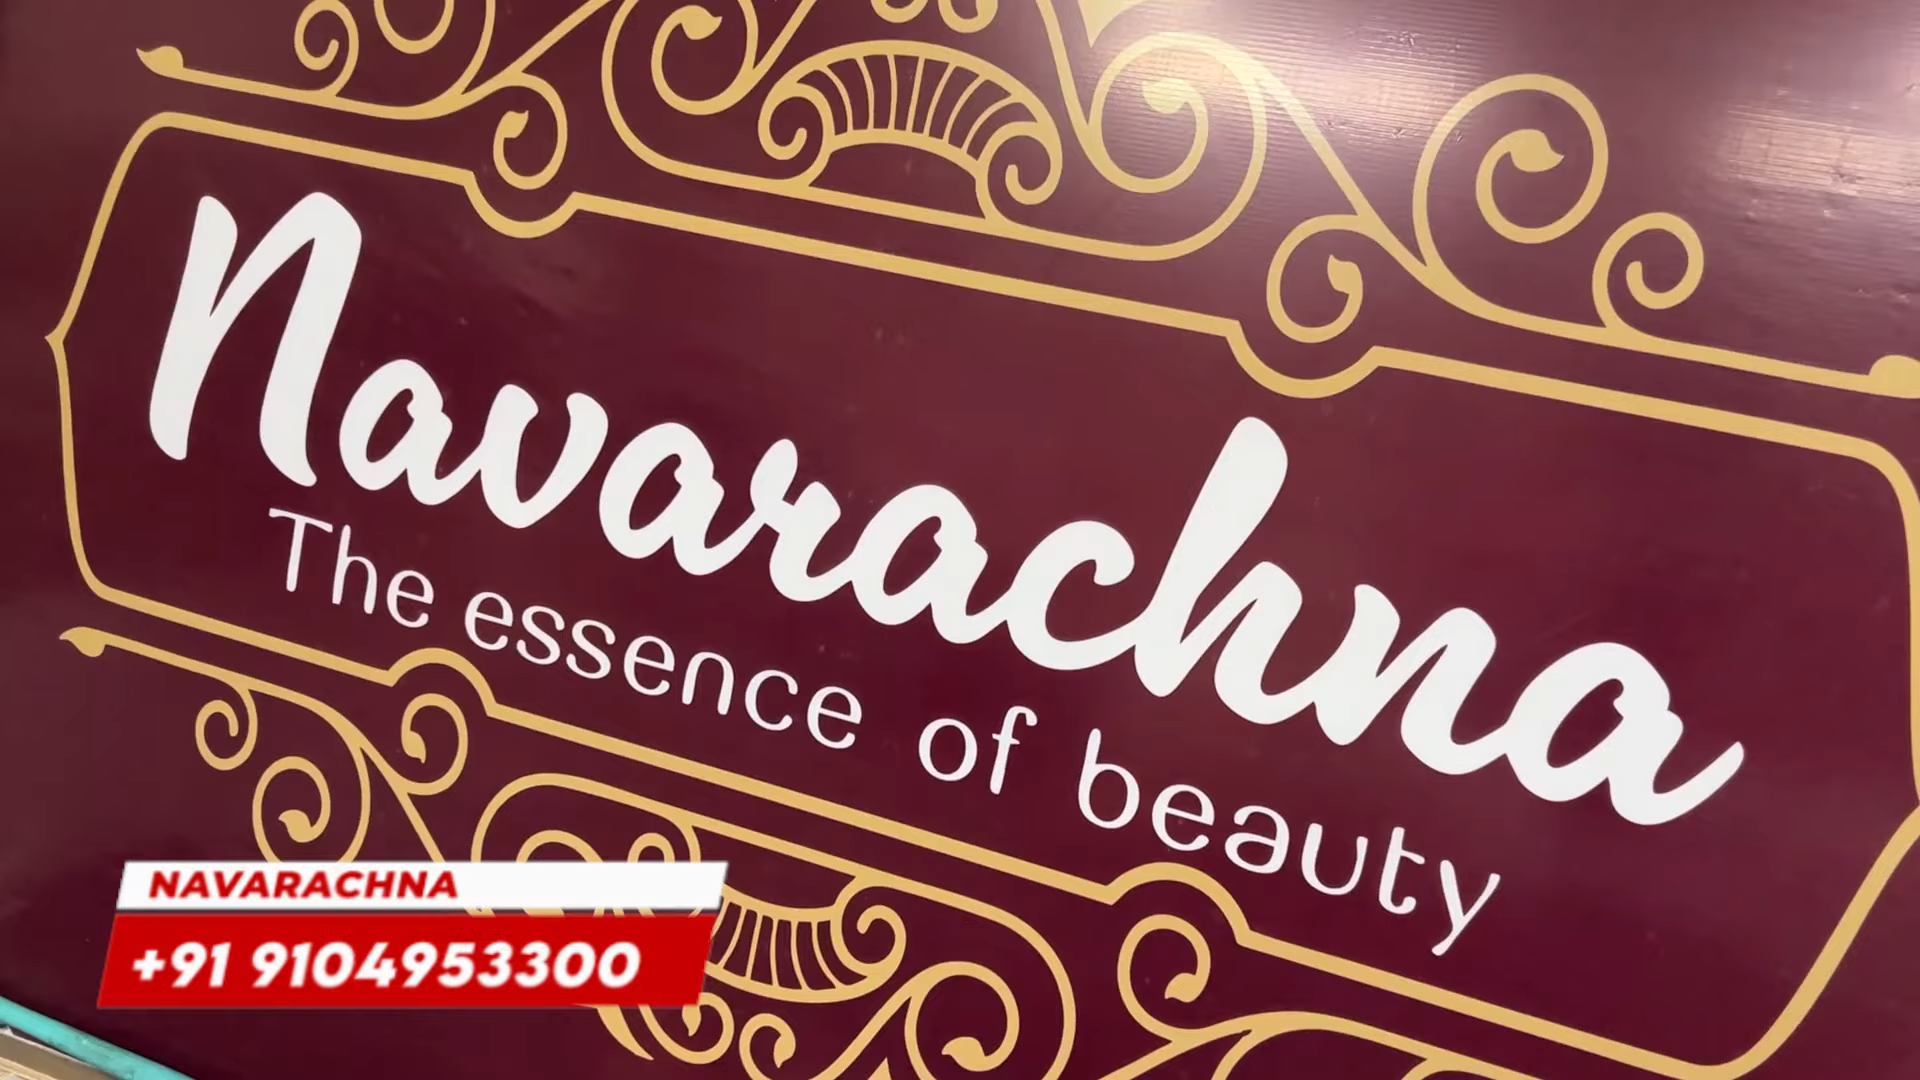 Navarachna
The essence of beauty
NAVARACHNA
+91 9104953300